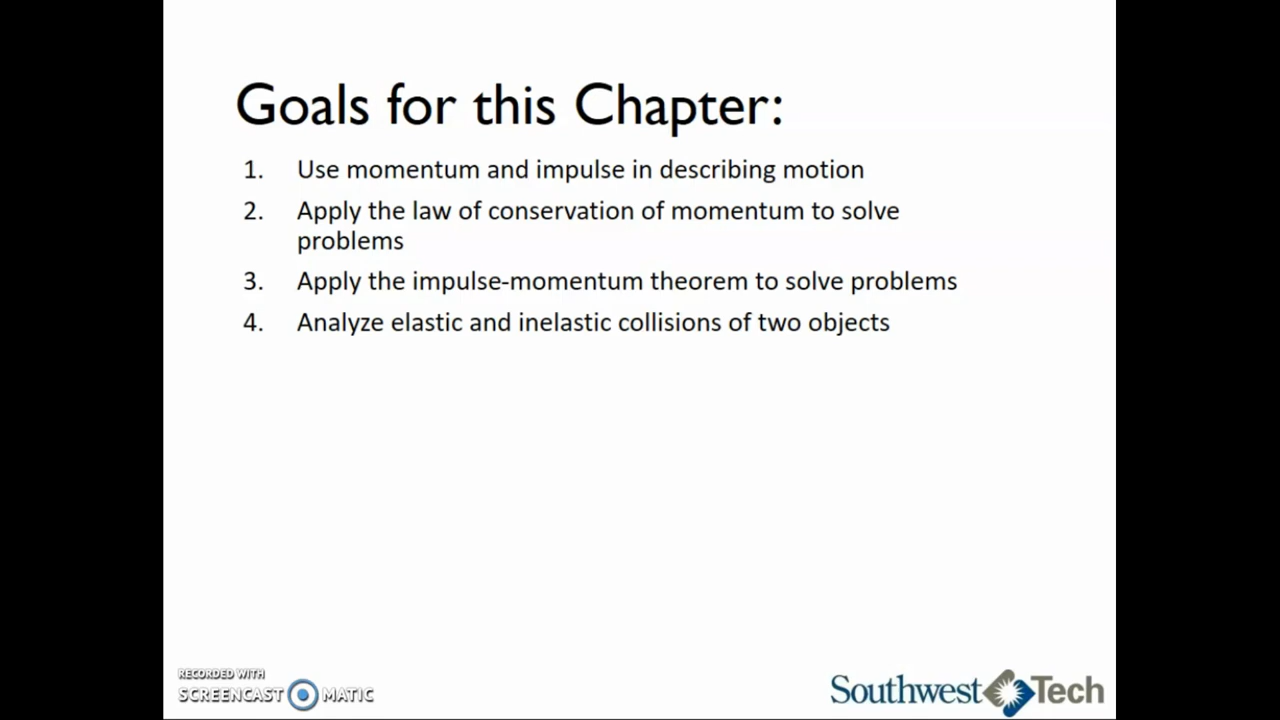 Goals for this Chapter:
1. Use momentum and impulse in describing motion
2. Apply the law of conservation of momentum to solve
problems
3. Apply the impulse-momentum theorem to solve problems
4. Analyze elastic and inelastic collisions of two objects
RECORDED WITH
SCREENCAST MATIC
Southwest Tech